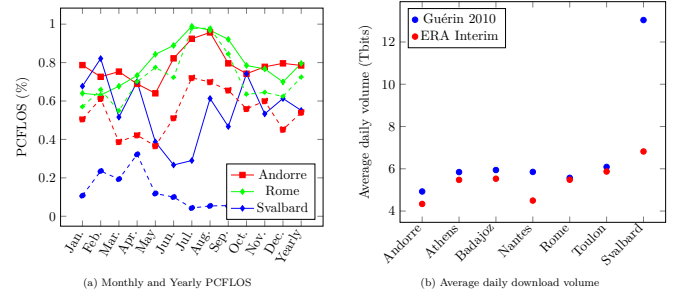 PCFLOS (%)
1
0.8
0.6
0.4
0.2
0
Andorre
Rome
Svalbard
Jan.
Feb.
Mar.
Apr.
May
Jun.
Jul.
Aug.
Sep.
Oct.
Nov.
Dec.
Yearly
(a) Monthly and Yearly PCFLOS
Average daily volume (Tbits)
12
10
8
6
4
Guérin 2010
ERA Interim
Andorre
Athens
Badajoz
Nantes
Rome
Toulon
Svalbard
(b) Average daily download volume